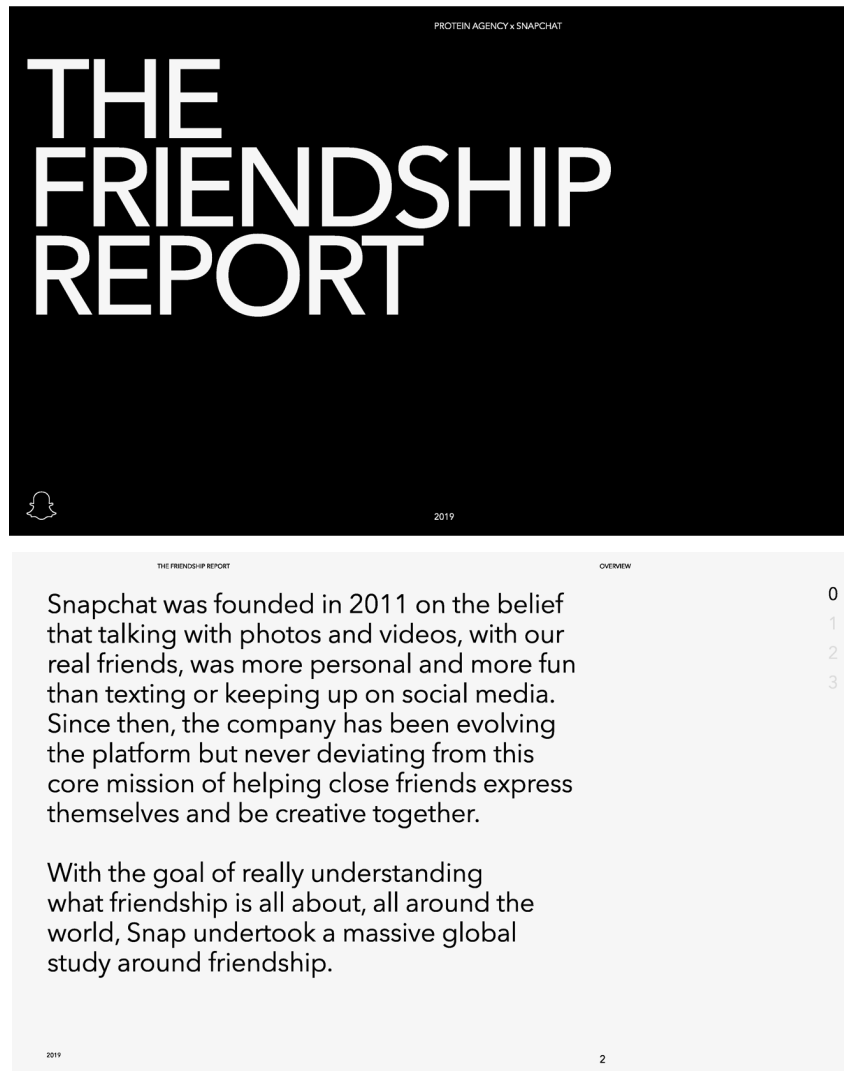 PROTEIN AGENCY x SNAPCHAT
THE
FRIENDSHIP
REPORT
2019
THE FRIENDSHIP REPORT
OVERVIEW
Snapchat was founded in 2011 on the belief
that talking with photos and videos, with our
real friends, was more personal and more fun
than texting or keeping up on social media.
Since then, the company has been evolving
the platform but never deviating from this
core mission of helping close friends express
themselves and be creative together.
With the goal of really understanding
what friendship is all about, all around the
world, Snap undertook a massive global
study around friendship.
0
1
2
3
2019
2